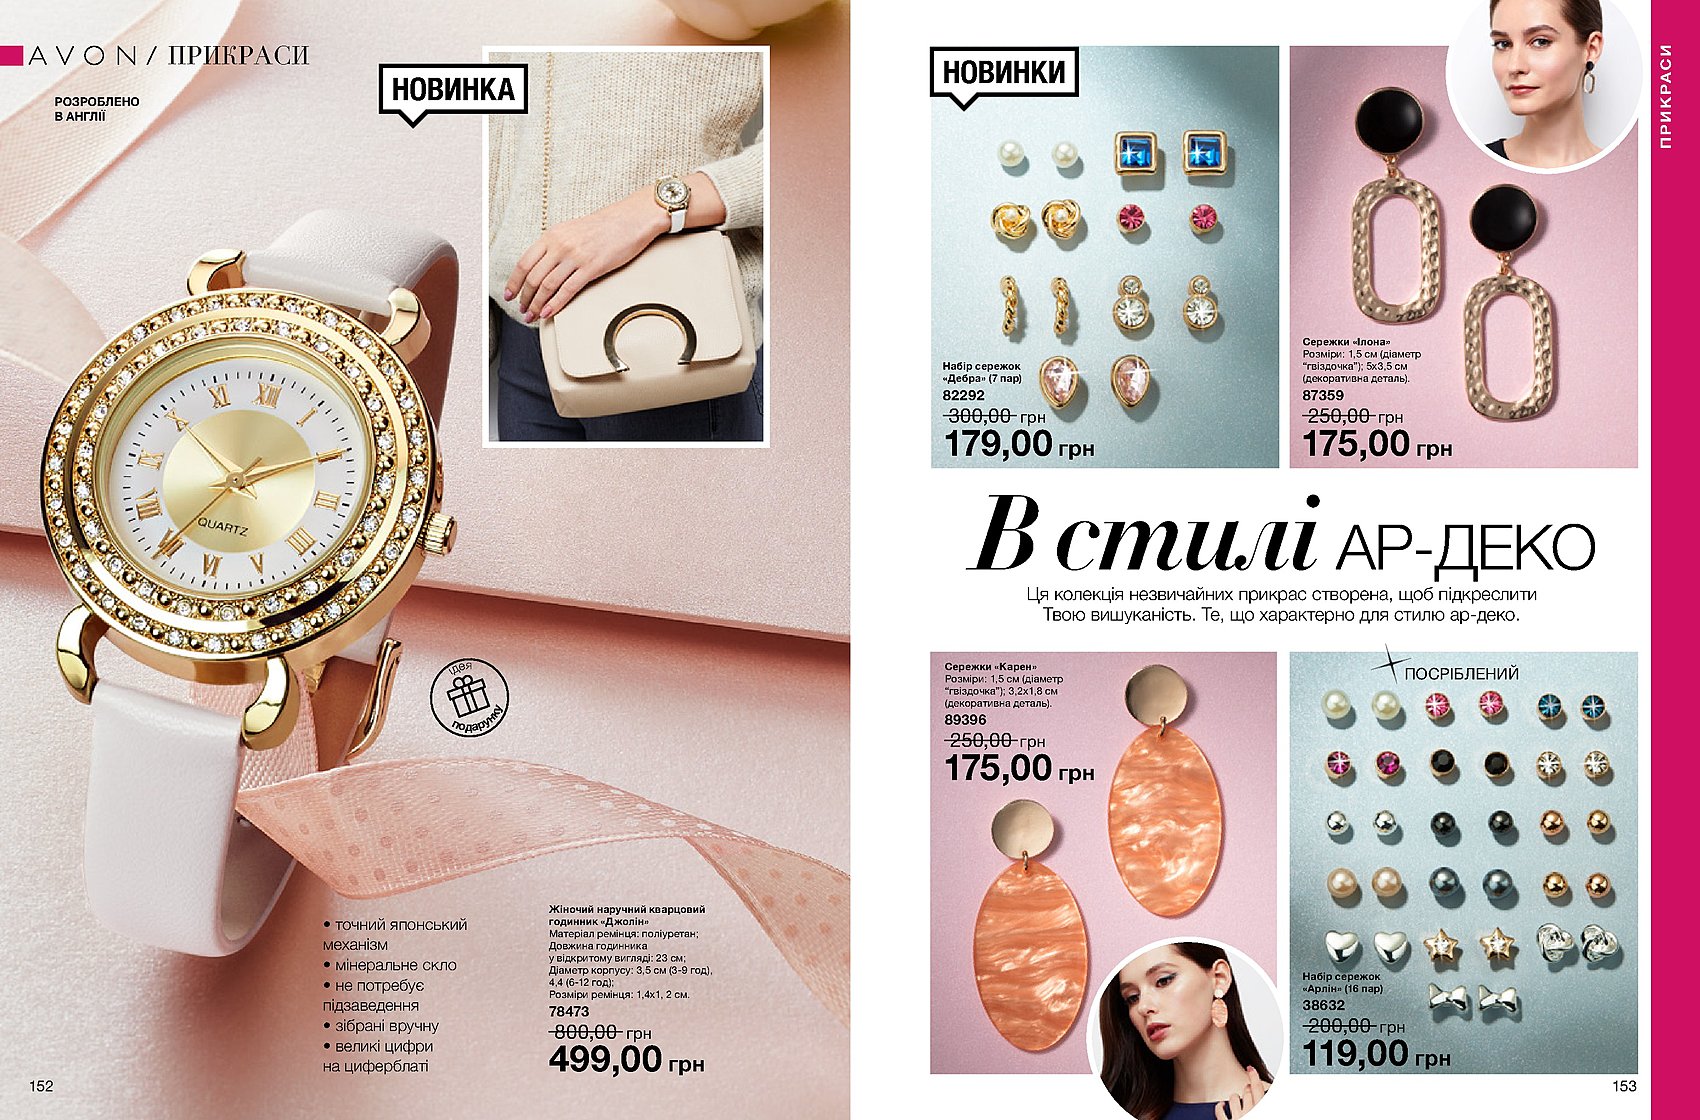 AVON / ПРИКРАСИ
РОЗРОБЛЕНО
В АНГЛІЇ
НОВИНКА
QUARTZ
ідея
подарунку
• точний японський
механізм
• мінеральне скло
• не потребує
підзаведення
• зібрані вручну
• великі цифри
на циферблаті
Жіночий наручний кварцовий
годинник «Джолін»
Матеріал ремінця: поліуретан;
Довжина годинника
у відкритому вигляді: 23 см;
Діаметр корпусу: 3,5 см (3-9 год),
4,4 (6-12 год);
Розміри ремінця: 1,4x1, 2 см.
78473
800,00 грн
499,00 грн
152
НОВИНКИ
Набір сережок
«Дебра» (7 пар)
82292
300,00 грн
179,00 грн
Сережки «Ілона»
Розміри: 1,5 см (діаметр
"гвіздочка"); 5x3,5 см
(декоративна деталь).
87359
250,00 грн
175,00 грн
ПРИКРАСИ
В стилі АР-ДЕКО
Ця колекція незвичайних прикрас створена, щоб підкреслити
Твою вишуканість. Те, що характерно для стилю ар-деко.
Сережки «Карен»
Розміри: 1,5 см (діаметр
"гвіздочка"); 3,2x1,8 см
(декоративна деталь).
89396
250,00 грн
175,00 грн
ПОСРІБЛЕНИЙ
Набір сережок
«Арлін» (16 пар)
38632
200,00 грн
119,00 грн
153